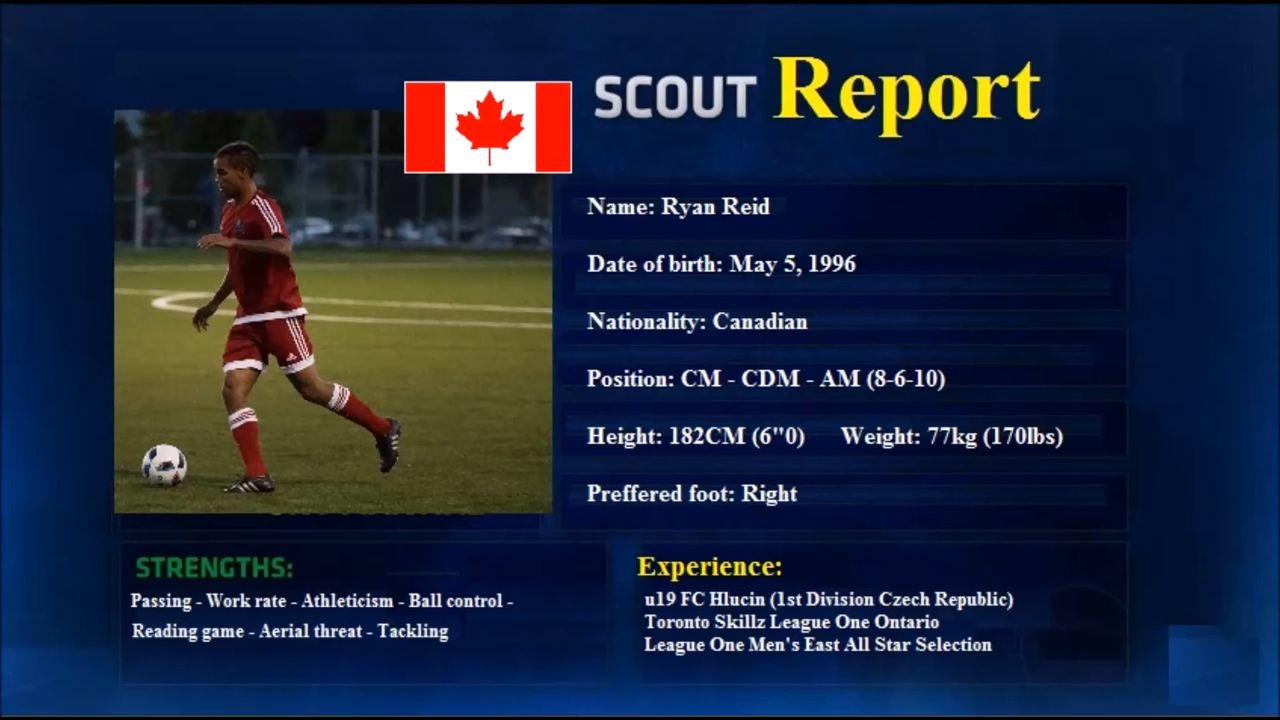 SCOUT Report
Name: Ryan Reid
Date of birth: May 5, 1996
Nationality: Canadian
Position: CM - CDM - AM (8-6-10)
Height: 182CM (6"0) Weight: 77kg (170lbs)
Preffered foot: Right
STRENGTHS:
Passing - Work rate - Athleticism - Ball control -
Reading game - Aerial threat - Tackling
Experience:
u19 FC Hlucin (1st Division Czech Republic)
Toronto Skillz League One Ontario
League One Men's East All Star Selection